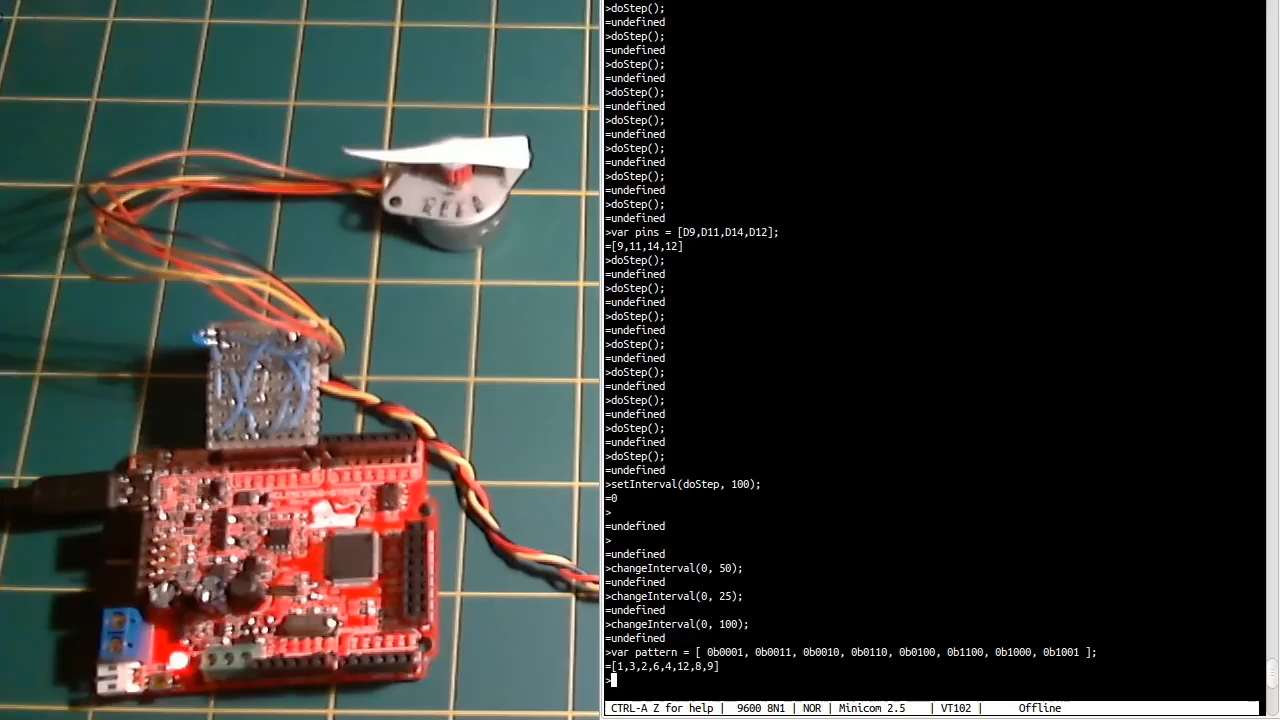 >doStep();
=undefined
>doStep();
=undefined
>doStep();
=undefined
>doStep();
=undefined
>doStep();
=undefined
>doStep();
=undefined
>doStep();
=undefined
>doStep();
=undefined
>var pins = [D9,D11,D14,D12];
=[9,11,14,12]
>doStep();
=undefined
>doStep();
=undefined
>doStep();
=undefined
>doStep();
=undefined
>doStep();
=undefined
>doStep();
=undefined
>doStep();
=undefined
>doStep();
=undefined
>setInterval(doStep, 100);
=0
>
=undefined
>
=undefined
>changeInterval(0, 50);
=undefined
>changeInterval(0, 25);
=undefined
>changeInterval(0, 100);
=undefined
>var pattern = [ 0b0001, 0b0011, 0b0010, 0b0110, 0b0100, 0b1100, 0b1000, 0b1001 ];
=[1,3,2,6,4,12,8,9]
>
CTRL-A Z for help | 9600 8N1 | NOR | Minicom 2.5 | VT102 | Offline